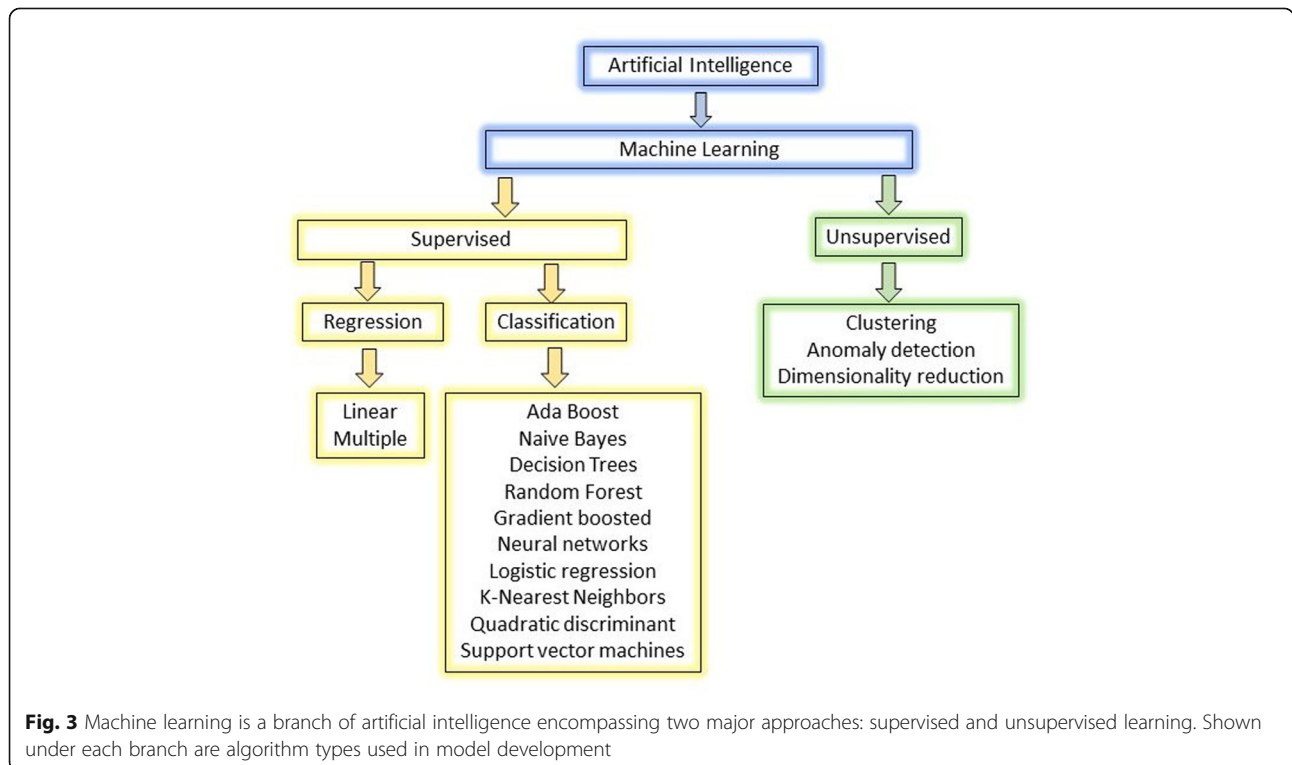 Artificial Intelligence
Machine Learning
Supervised
Unsupervised
Regression
Classification
Clustering
Anomaly detection
Dimensionality reduction
Linear
Multiple
Ada Boost
Naive Bayes
Decision Trees
Random Forest
Gradient boosted
Neural networks
Logistic regression
K-Nearest Neighbors
Quadratic discriminant
Support vector machines
Fig. 3 Machine learning is a branch of artificial intelligence encompassing two major approaches: supervised and unsupervised learning. Shown
under each branch are algorithm types used in model development